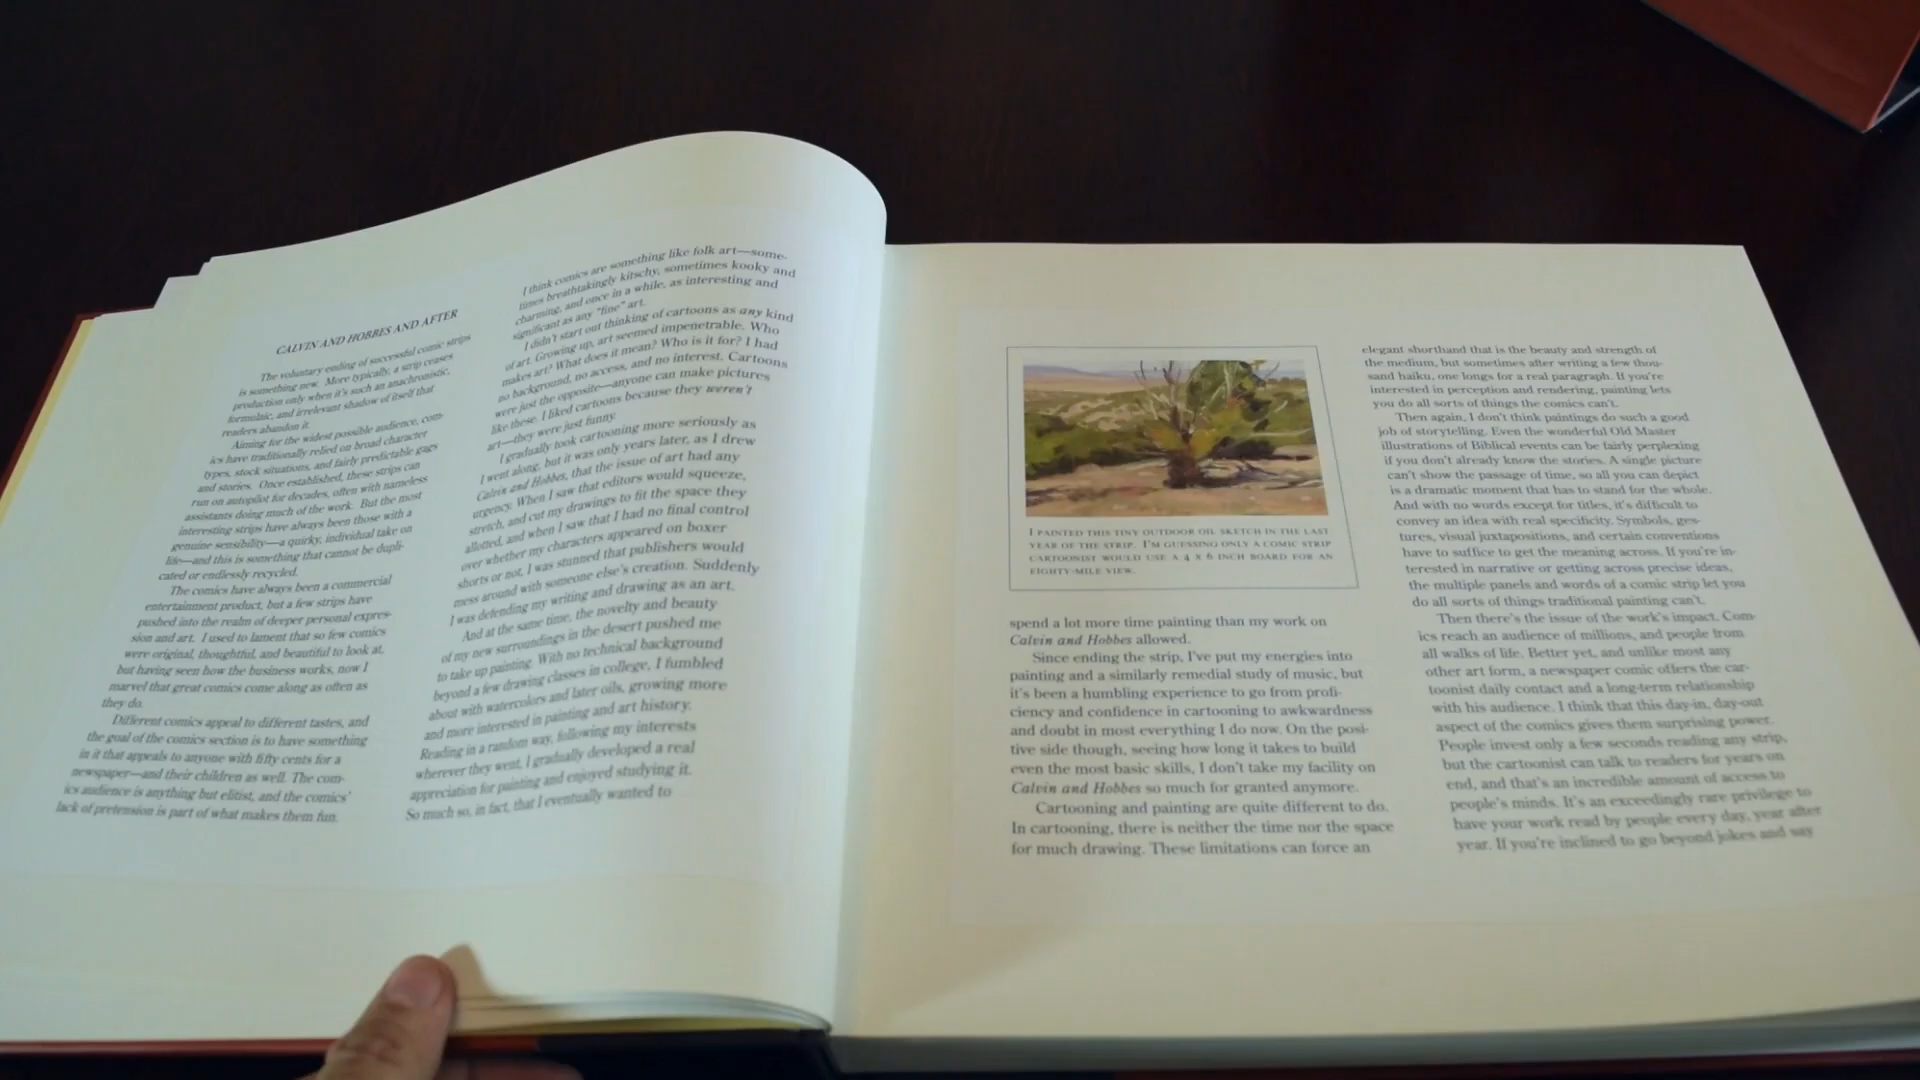 CALVIN AND HOBBES AND AFTER
The voluntary ending of successful comic strips
is something new. More typically, a strip ceases
production only when it's such an anachronistic,
formulaic, and irrelevant shadow of itself that
readers abandon it.
Aiming for the widest possible audience, com-
ics have traditionally relied on broad character
types, stock situations, and fairly predictable gags
and stories. Once established, these strips can
run on autopilot for decades, often with nameless
assistants doing much of the work. But the most
interesting strips have always been those with a
genuine sensibility—a quirky, individual take on
life—and this is something that cannot be dupli-
cated or endlessly recycled.
The comics have always been a commercial
entertainment product, but a few strips have
pushed into the realm of deeper personal expres-
sion and art. I used to lament that so few comics
were original, thoughtful, and beautiful to look at,
but having seen how the business works, now I
marvel that great comics come along as often as
they do.
Different comics appeal to different tastes, and
the goal of the comics section is to have something
in it that appeals to anyone with fifty cents for a
newspaper—and their children as well. The com-
ics audience is anything but elitist, and the comics'
lack of pretension is part of what makes them fun.
I think comics are something like folk art—some-
times breathtakingly kitschy, sometimes kooky and
charming, and once in a while, as interesting and
significant as any "fine" art.
I didn't start out thinking of cartoons as any kind
of art. Growing up, art seemed impenetrable. Who
makes art? What does it mean? Who is it for? I had
no background, no access, and no interest. Cartoons
were just the opposite—anyone can make pictures
like these. I liked cartoons because they weren't
art—they were just funny.
I gradually took cartooning more seriously as
I went along, but it was only years later, as I drew
Calvin and Hobbes, that the issue of art had any
urgency. When I saw that editors would squeeze,
stretch, and cut my drawings to fit the space they
allotted, and when I saw that I had no final control
over whether my characters appeared on boxer
shorts or not, I was stunned that publishers would
mess around with someone else's creation. Suddenly
I was defending my writing and drawing as an art.
And at the same time, the novelty and beauty
of my new surroundings in the desert pushed me
to take up painting. With no technical background
beyond a few drawing classes in college, I fumbled
about with watercolors and later oils, growing more
and more interested in painting and art history.
Reading in a random way, following my interests
wherever they went, I gradually developed a real
appreciation for painting and enjoyed studying it.
So much so, in fact, that I eventually wanted to
I PAINTED THIS TINY OUTDOOR OIL SKETCH IN THE LAST
YEAR OF THE STRIP. I'M GUESSING ONLY A COMIC STRIP
CARTOONIST WOULD USE A 4 X 6 INCH BOARD FOR AN
EIGHTY-MILE VIEW.
spend a lot more time painting than my work on
Calvin and Hobbes allowed.
Since ending the strip, I've put my energies into
painting and a similarly remedial study of music, but
it's been a humbling experience to go from profi-
ciency and confidence in cartooning to awkwardness
and doubt in most everything I do now. On the posi-
tive side though, seeing how long it takes to build
even the most basic skills, I don't take my facility on
Calvin and Hobbes so much for granted anymore.
Cartooning and painting are quite different to do.
In cartooning, there is neither the time nor the space
for much drawing. These limitations can force an
elegant shorthand that is the beauty and strength of
the medium, but sometimes after writing a few thou-
sand haiku, one longs for a real paragraph. If you're
interested in perception and rendering, painting lets
you do all sorts of things the comics can't.
Then again, I don't think paintings do such a good
job of storytelling. Even the wonderful Old Master
illustrations of Biblical events can be fairly perplexing
if you don't already know the stories. A single picture
can't show the passage of time, so all you can depict
is a dramatic moment that has to stand for the whole.
And with no words except for titles, it's difficult to
convey an idea with real specificity. Symbols, ges-
tures, visual juxtapositions, and certain conventions
have to suffice to get the meaning across. If you're in-
terested in narrative or getting across precise ideas,
the multiple panels and words of a comic strip let you
do all sorts of things traditional painting can't.
Then there's the issue of the work's impact. Com-
ics reach an audience of millions, and people from
all walks of life. Better yet, and unlike most any
other art form, a newspaper comic offers the car-
toonist daily contact and a long-term relationship
with his audience. I think that this day-in, day-out
aspect of the comics gives them surprising power.
People invest only a few seconds reading any strip,
but the cartoonist can talk to readers for years on
end, and that's an incredible amount of access to
people's minds. It's an exceedingly rare privilege to
have your work read by people every day, year after
year. If you're inclined to go beyond jokes and say